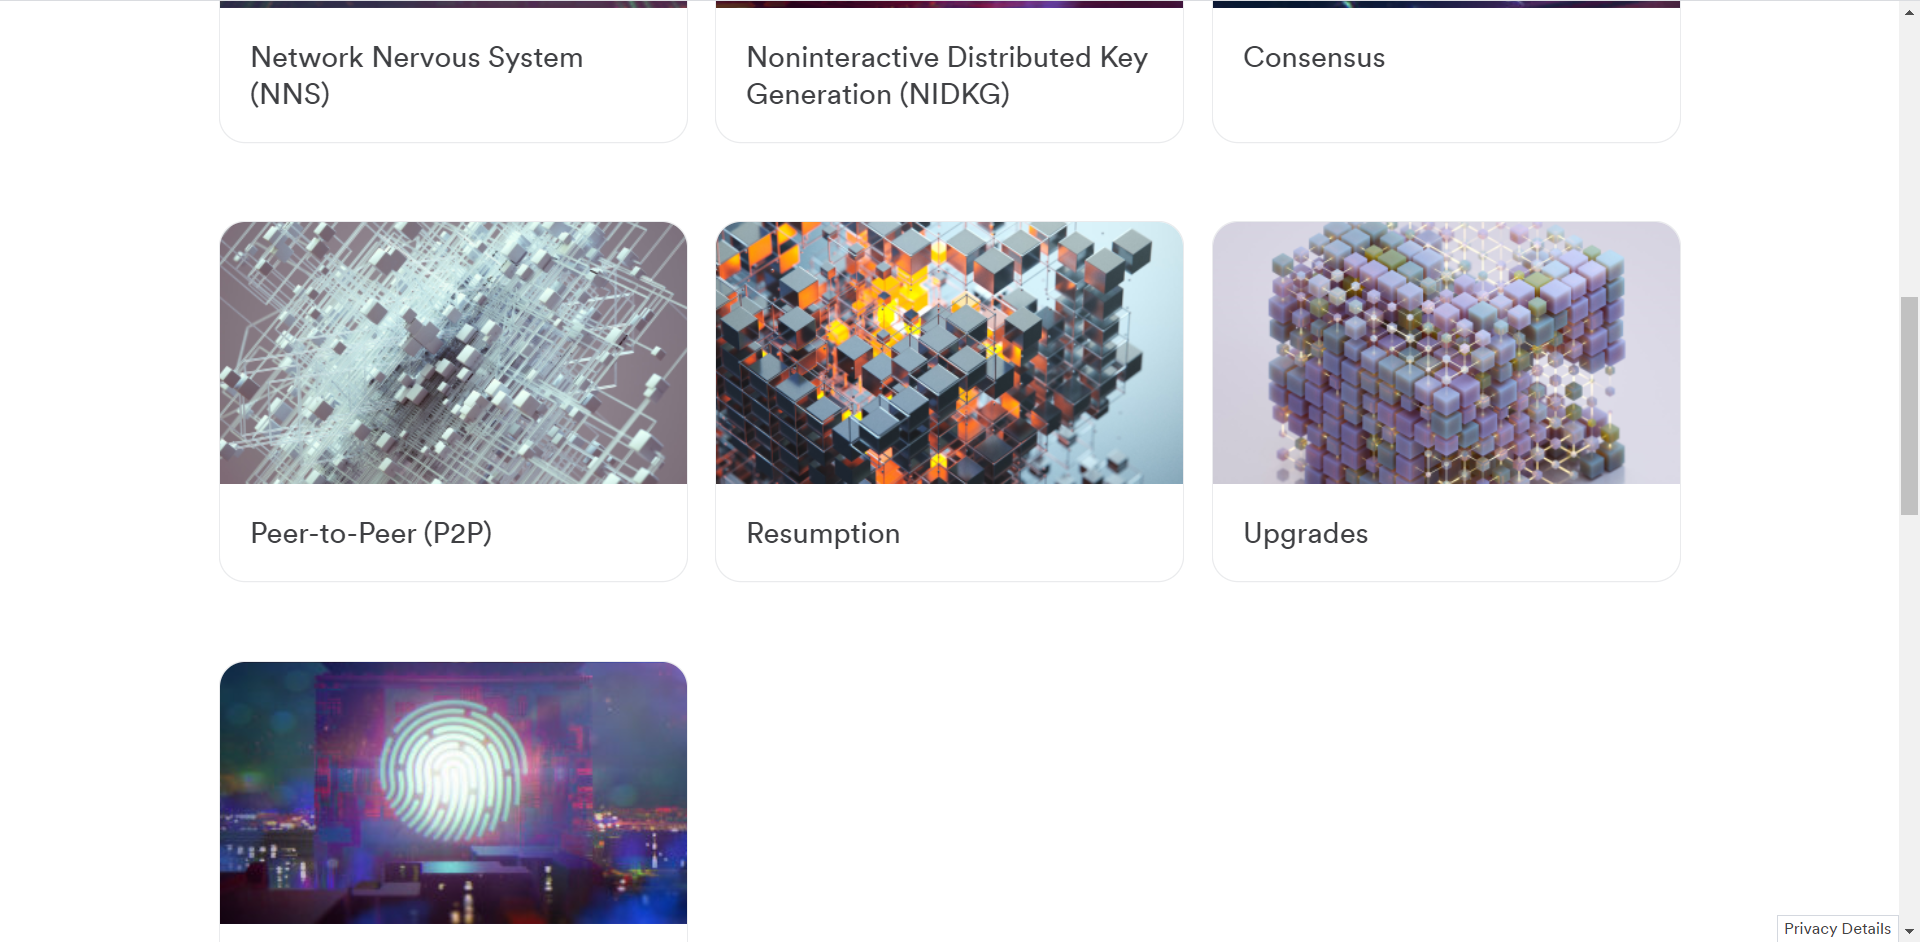 Network Nervous System
(NNS)
Noninteractive Distributed Key
Generation (NIDKG)
Consensus
Peer-to-Peer (P2P)
Resumption
Upgrades
Privacy Details